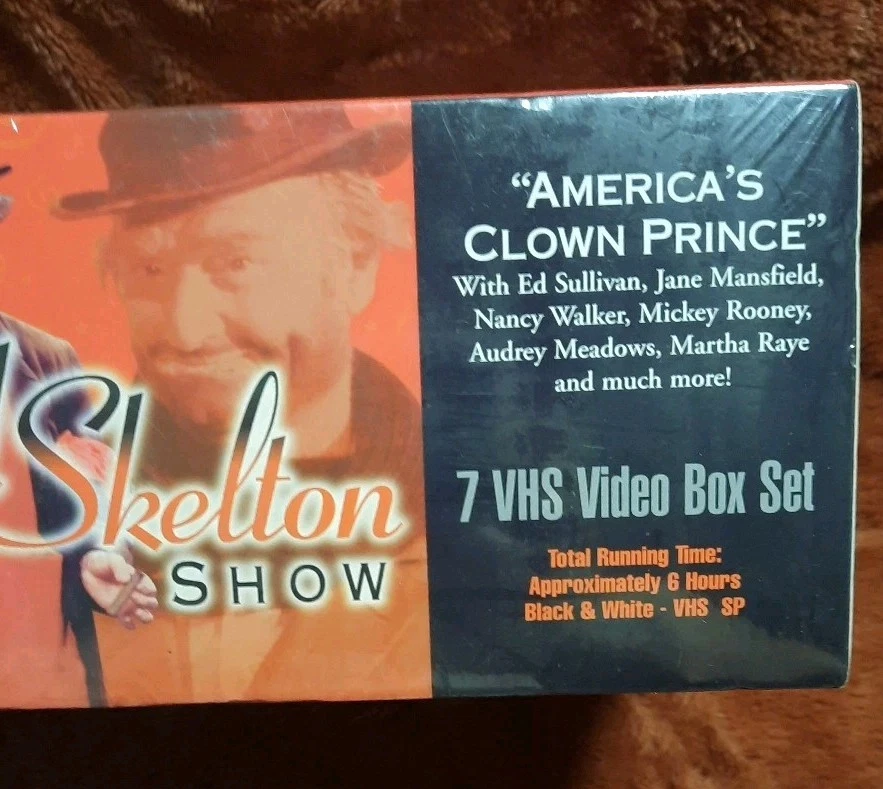 Skelton
SHOW
“AMERICA’S
CLOWN PRINCE”
With Ed Sullivan, Jane Mansfield,
Nancy Walker, Mickey Rooney,
Audrey Meadows, Martha Raye
and much more!
7 VHS Video Box Set
Total Running Time:
Approximately 6 Hours
Black & White - VHS SP